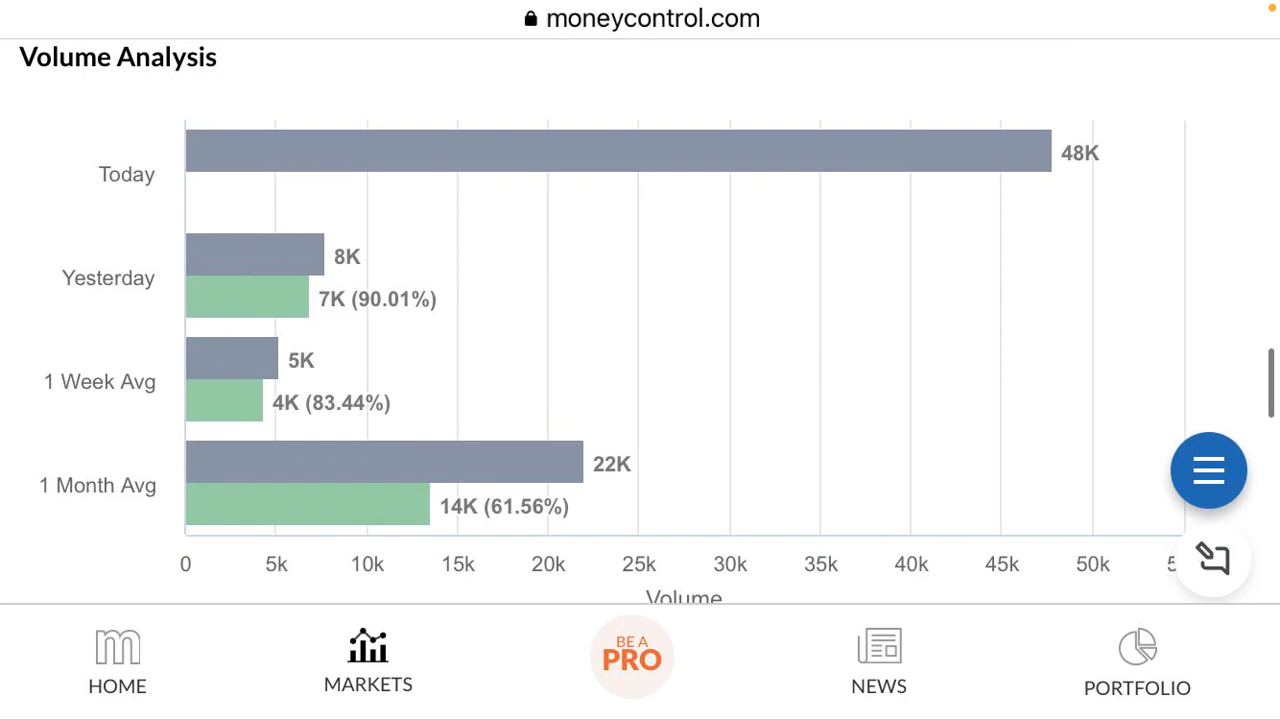 moneycontrol.com
Volume Analysis
Today
48K
Yesterday
8K
7K (90.01%)
1 Week Avg
5K
4K (83.44%)
1 Month Avg
22K
14K (61.56%)
0 5k 10k 15k 20k 25k 30k 35k 40k 45k 50k
Volume
HOME
MARKETS
BE A
PRO
NEWS
PORTFOLIO